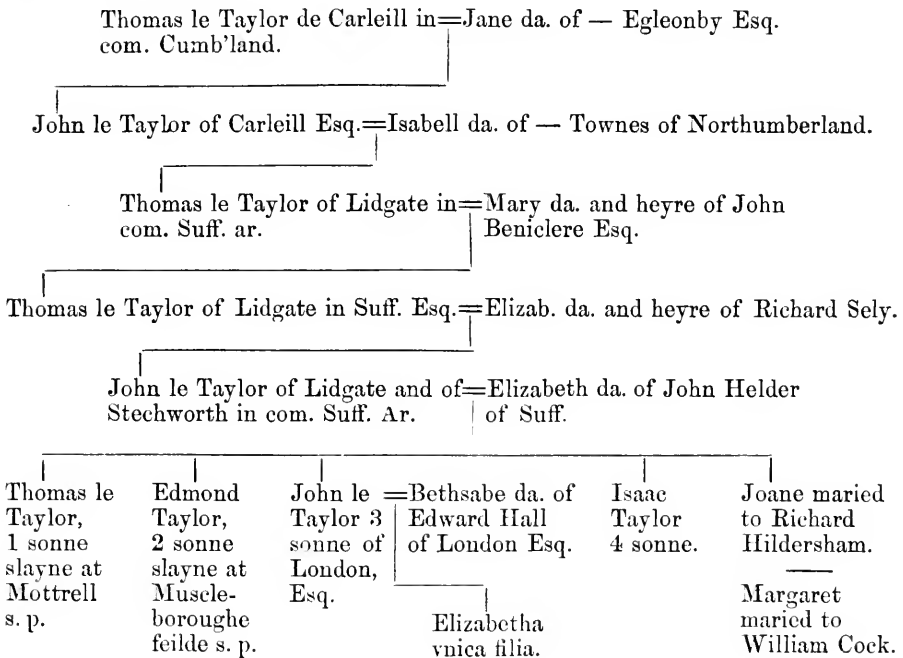 Thomas le Taylor de Carleill in=Jane da. of — Egleonby Esq.
com. Cumb'land.
John le Taylor of Carleill Esq.=Isabell da. of — Townes of Northumberland.
Thomas le Taylor of Lidgate in=Mary da. and heyre of John
com. Suff. ar. Beniclere Esq.
Thomas le Taylor of Lidgate in Suff. Esq.=Elizab. da. and heyre of Richard Sely.
John le Taylor of Lidgate and of=Elizabeth da. of John Helder
Stechworth in com. Suff. Ar. of Suff.
Thomas le
Taylor,
1 sonne
slayne at
Mottrell
s. p.
Edmond
Taylor,
2 sonne
slayne at
Muscle-
boroughe
feilde s. p.
John le
Taylor 3
sonne of
London,
Esq.
=Bethsabe da. of
Edward Hall
of London Esq.
Elizabetha
vnica filia.
Isaac
Taylor
4 sonne.
Joane maried
to Richard
Hildersham.
Margaret
maried to
William Cock.